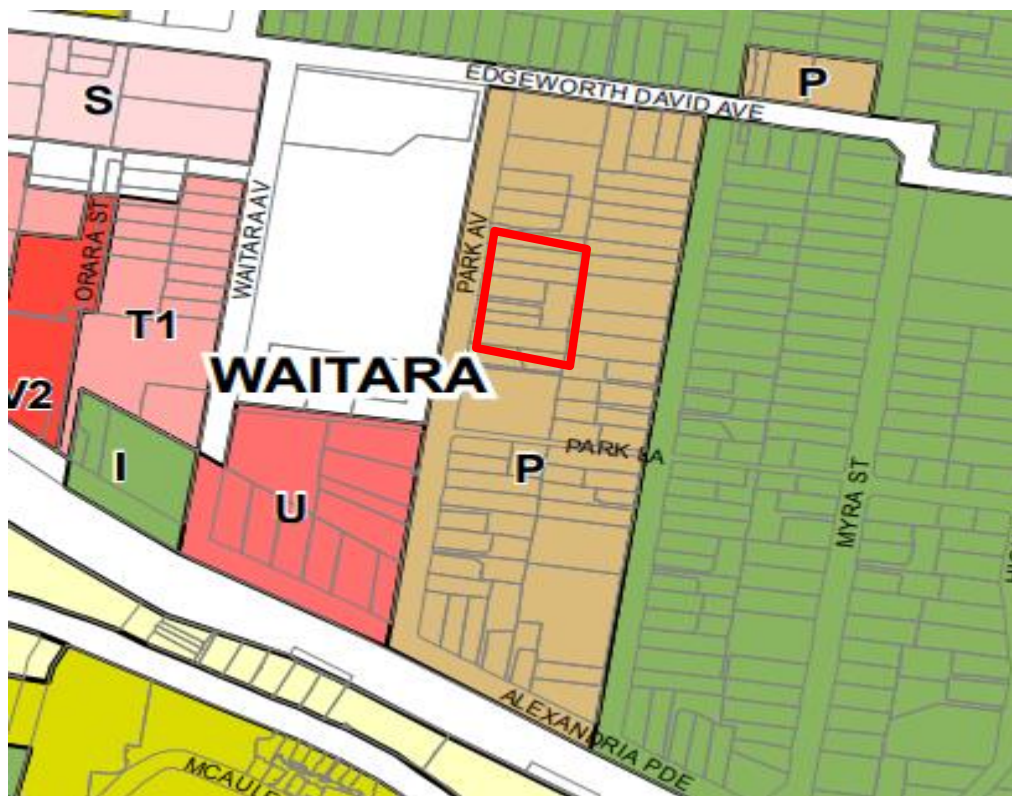 EDGEWORTH DAVID AVE
P
S
ORARA ST
WAITARA AV
PARK AV
T1
WAITARA
V2
I
U
P
PARK LA
MYRA ST
ALEXANDRIA PDE